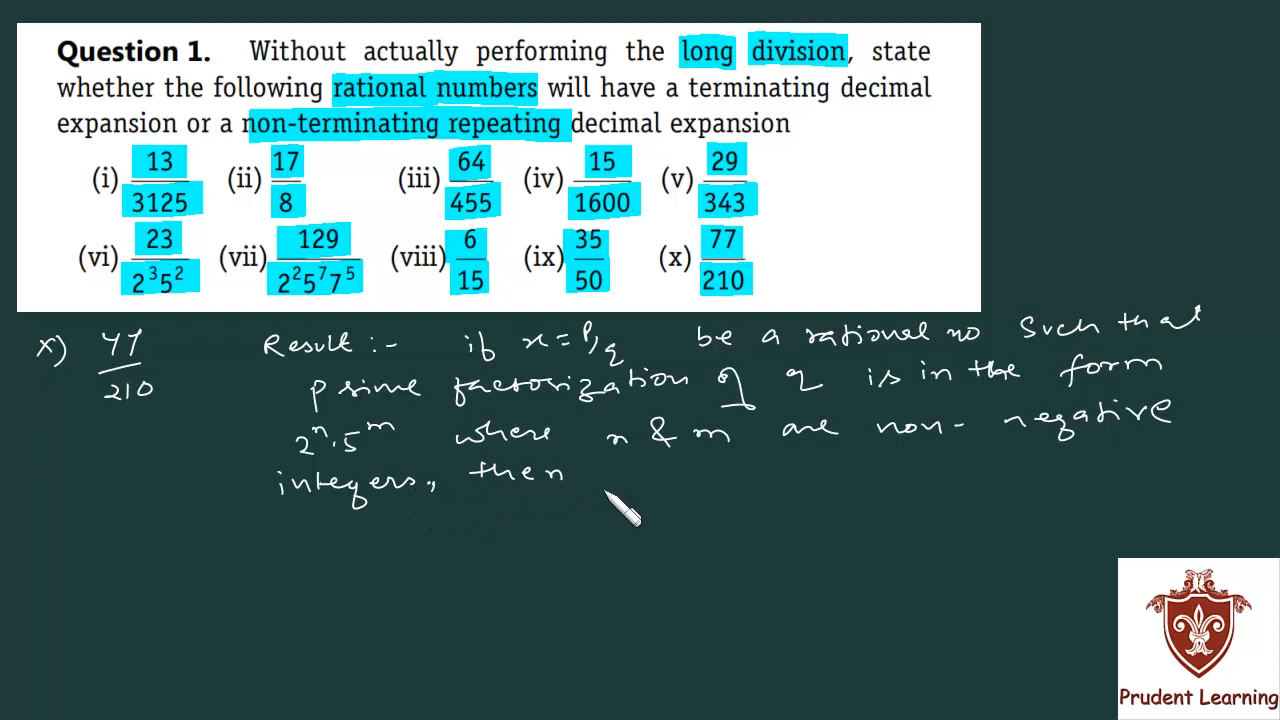 Question 1. Without actually performing the long division, state
whether the following rational numbers will have a terminating decimal
expansion or a non-terminating repeating decimal expansion
(i) 13/3125 (ii) 17/8 (iii) 64/455 (iv) 15/1600 (v) 29/343
(vi) 23/2³5² (vii) 129/2²5⁷7⁵ (viii) 6/15 (ix) 35/50 (x) 77/210
x) 77/210 Result :- if x = p/q be a rational no such that
prime factorization of q is in the form
2ⁿ.5ᵐ where n & m are non-negative
integers., then
Prudent Learning